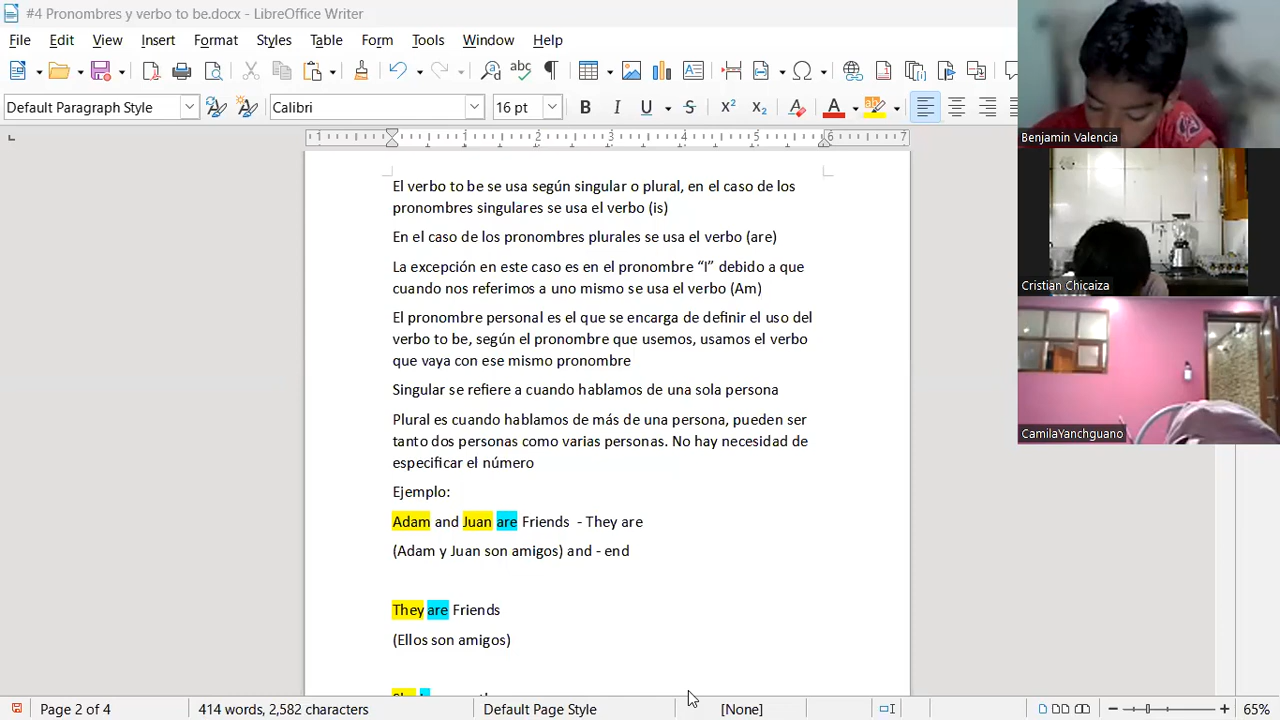 #4 Pronombres y verbo to be.docx - LibreOffice Writer
File Edit View Insert Format Styles Table Form Tools Window Help
Default Paragraph Style Calibri 16 pt
1 1 2 3 4 5 6 7
El verbo to be se usa según singular o plural, en el caso de los
pronombres singulares se usa el verbo (is)
En el caso de los pronombres plurales se usa el verbo (are)
La excepción en este caso es en el pronombre “I” debido a que
cuando nos referimos a uno mismo se usa el verbo (Am)
El pronombre personal es el que se encarga de definir el uso del
verbo to be, según el pronombre que usemos, usamos el verbo
que vaya con ese mismo pronombre
Singular se refiere a cuando hablamos de una sola persona
Plural es cuando hablamos de más de una persona, pueden ser
tanto dos personas como varias personas. No hay necesidad de
especificar el número
Ejemplo:
Adam and Juan are Friends - They are
(Adam y Juan son amigos) and - end
They are Friends
(Ellos son amigos)
Benjamin Valencia
Cristian Chicaiza
CamilaYanchguano
Page 2 of 4 414 words, 2,582 characters Default Page Style [None] 65%